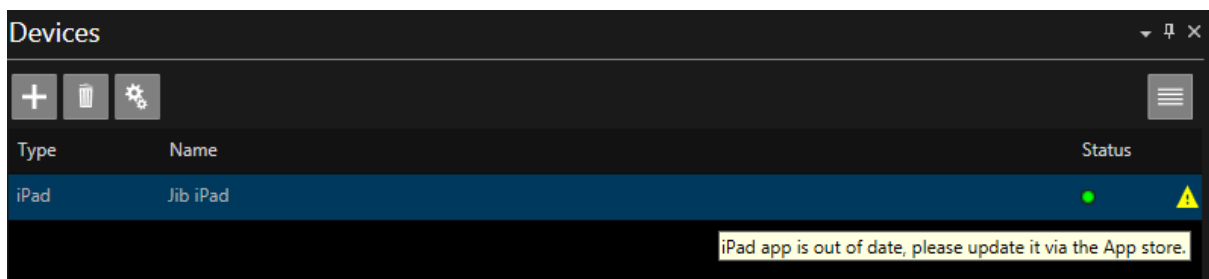 Devices
Type Name Status
iPad Jib iPad
iPad app is out of date, please update it via the App store.